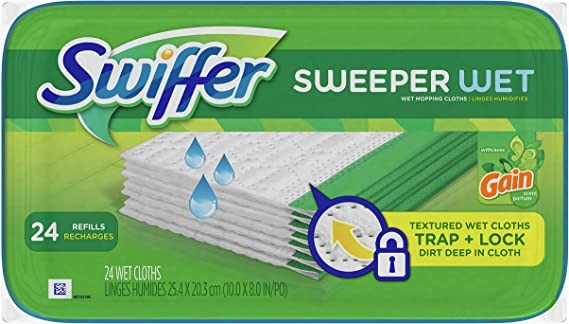 Swiffer
SWEEPER WET
WET MOPPING CLOTHS | LINGES HUMIDIFIES
with/avec
Gain
scent
parfum
24 REFILLS
RECHARGES
TEXTURED WET CLOTHS
TRAP + LOCK
DIRT DEEP IN CLOTH
24 WET CLOTHS
LINGES HUMIDES 25.4 X 20.3 cm (10.0 X 8.0 IN/PO)